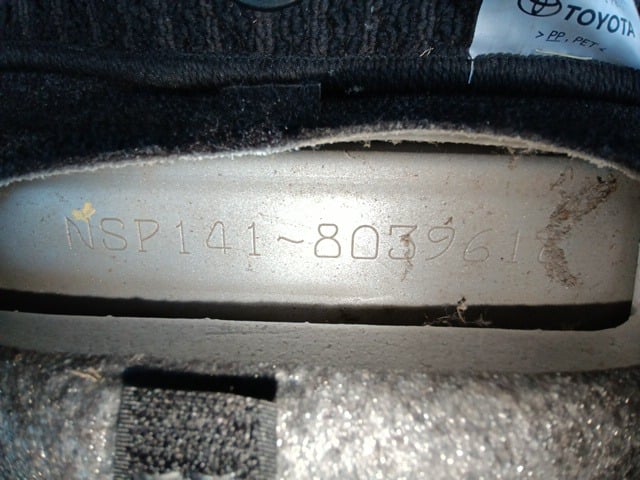 TOYOTA
>PP, PET<
NSP141-803961